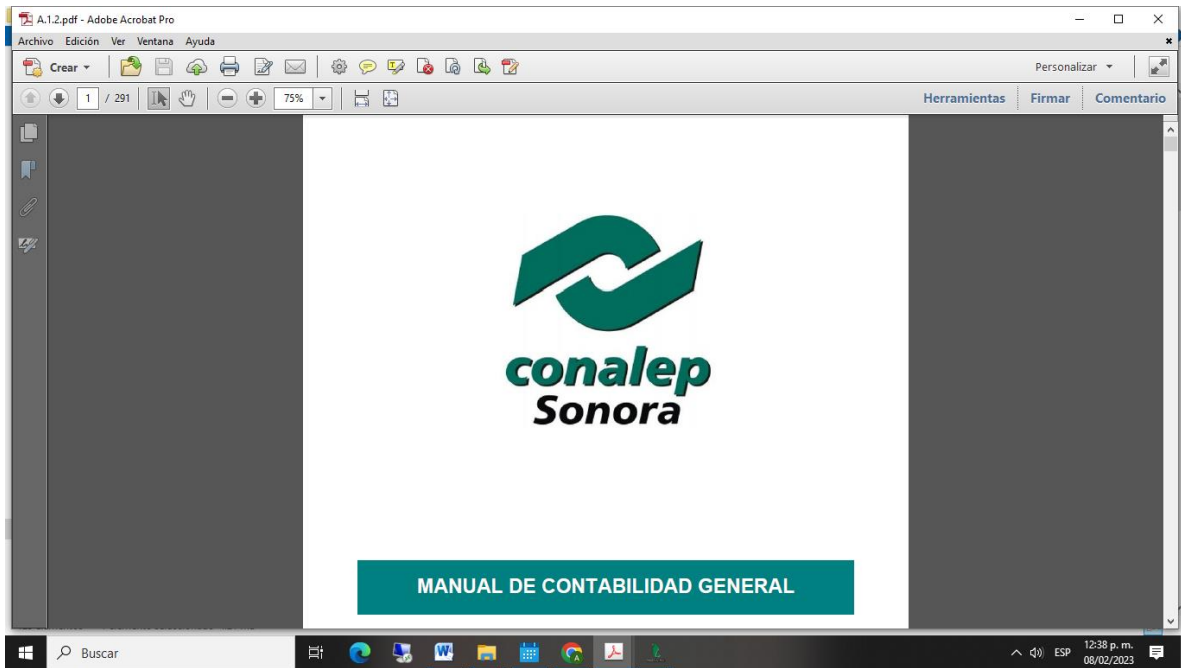 A.1.2.pdf - Adobe Acrobat Pro
Archivo Edición Ver Ventana Ayuda
Crear
Personalizar
1 / 291
75%
Herramientas Firmar Comentario
conalep
Sonora
MANUAL DE CONTABILIDAD GENERAL
Buscar
ESP
12:38 p. m.
08/02/2023